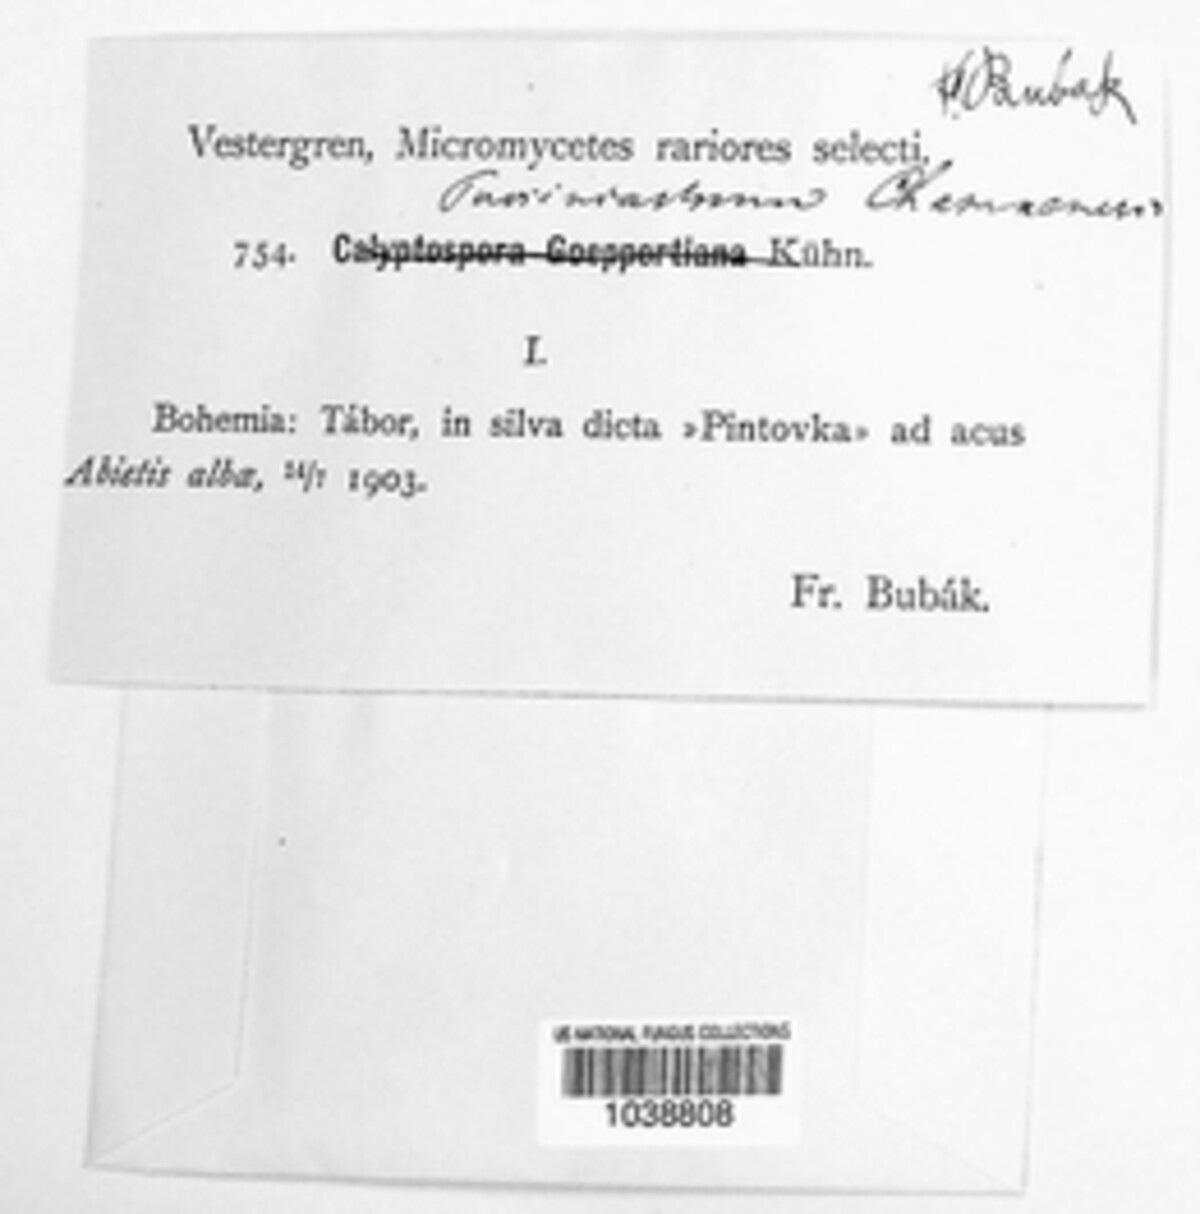 Bubak
Vestergren, Micromycetes rariores selecti.
754. Calyptospora Goeppertiana Kühn.
I.
Bohemia: Tábor, in silva dicta »Pintovka» ad acus
Abietis albæ, /7 1903.
Fr. Bubák.
US NATIONAL FUNGUS COLLECTIONS
1038808